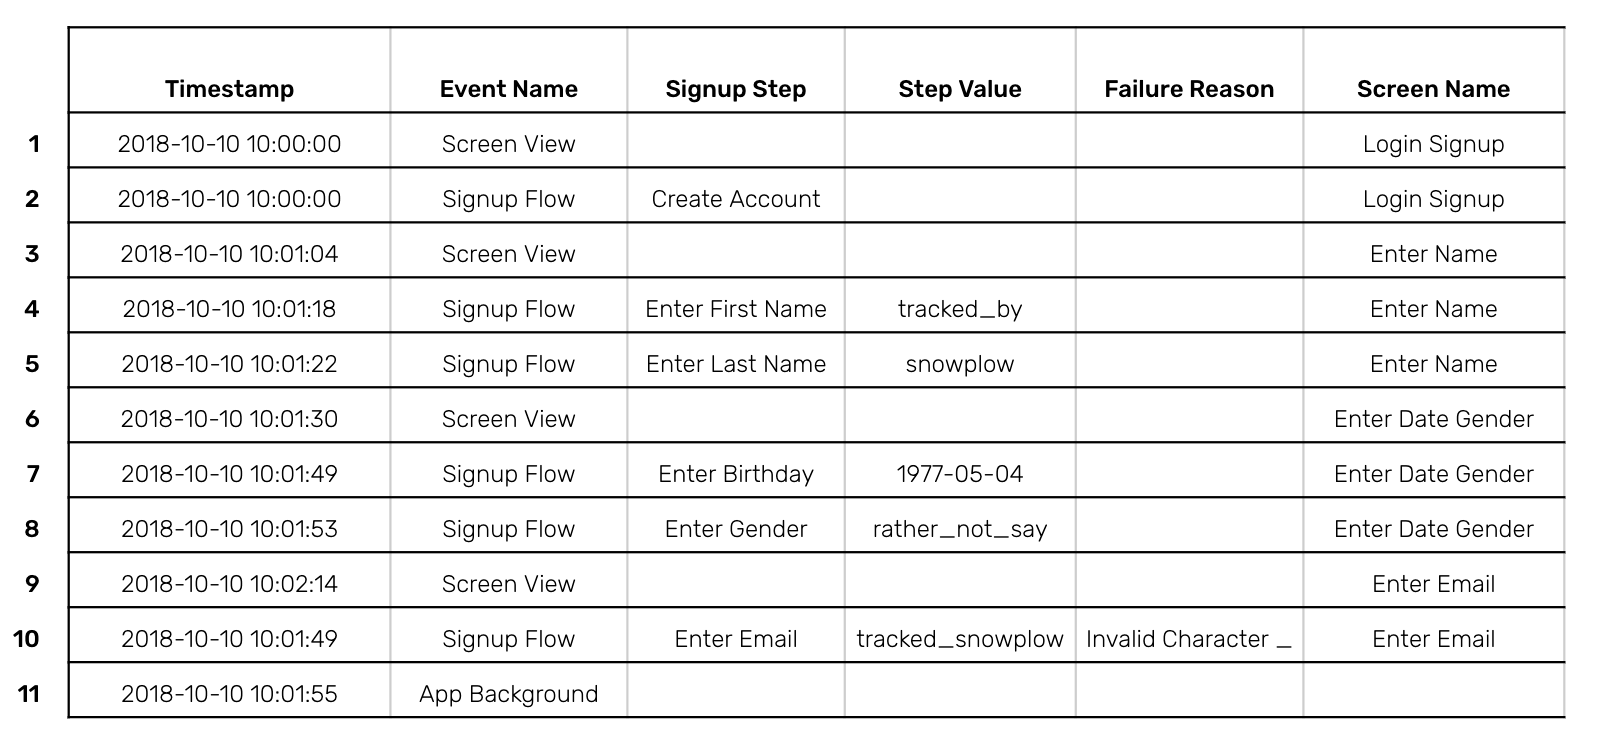 Timestamp Event Name Signup Step Step Value Failure Reason Screen Name
1 2018-10-10 10:00:00 Screen View Login Signup
2 2018-10-10 10:00:00 Signup Flow Create Account Login Signup
3 2018-10-10 10:01:04 Screen View Enter Name
4 2018-10-10 10:01:18 Signup Flow Enter First Name tracked_by Enter Name
5 2018-10-10 10:01:22 Signup Flow Enter Last Name snowplow Enter Name
6 2018-10-10 10:01:30 Screen View Enter Date Gender
7 2018-10-10 10:01:49 Signup Flow Enter Birthday 1977-05-04 Enter Date Gender
8 2018-10-10 10:01:53 Signup Flow Enter Gender rather_not_say Enter Date Gender
9 2018-10-10 10:02:14 Screen View Enter Email
10 2018-10-10 10:01:49 Signup Flow Enter Email tracked_snowplow Invalid Character _ Enter Email
11 2018-10-10 10:01:55 App Background